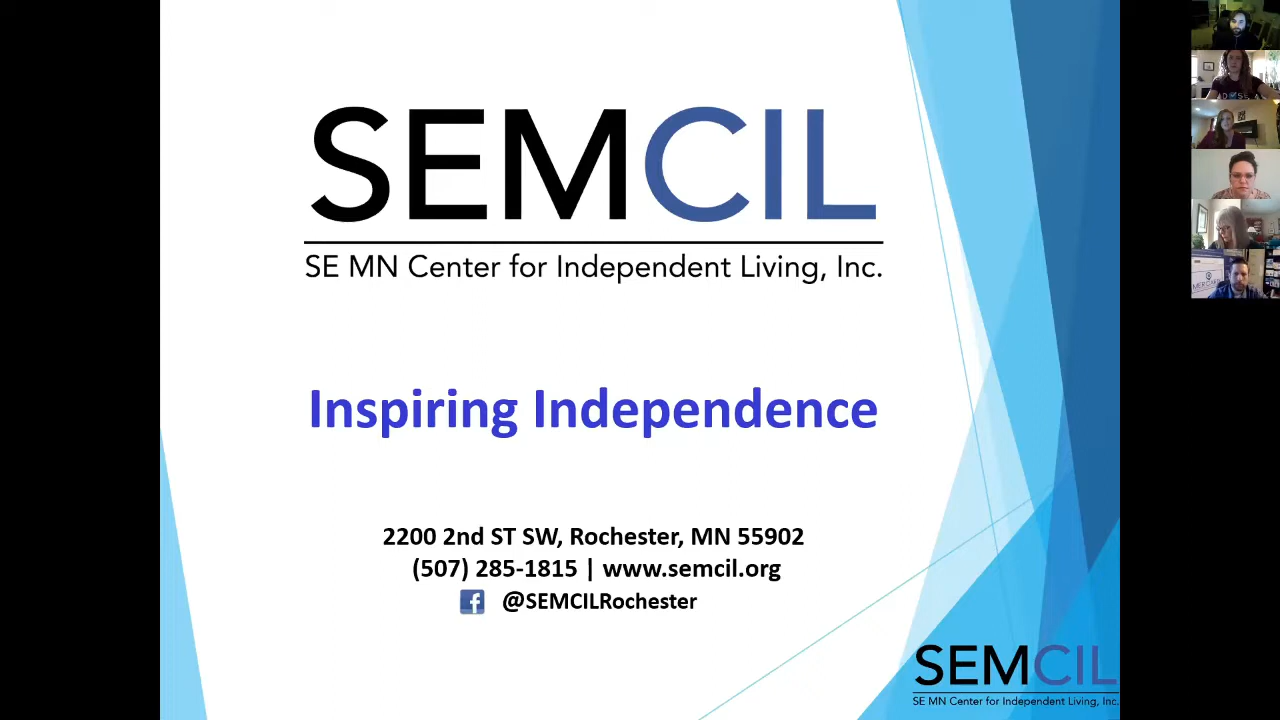 SEMCIL
SE MN Center for Independent Living, Inc.
Inspiring Independence
2200 2nd ST SW, Rochester, MN 55902
(507) 285-1815 | www.semcil.org
@SEMCILRochester
SEMCIL
SE MN Center for Independent Living, Inc.